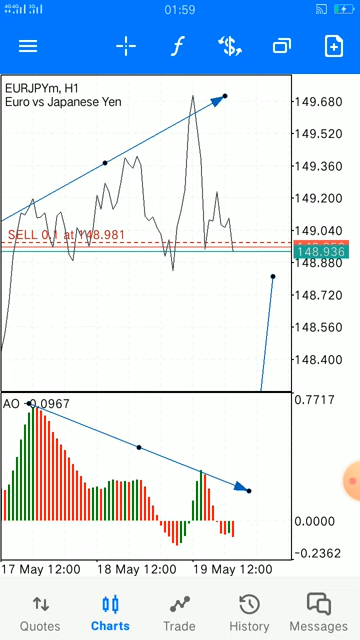 4G 4G 3G 01:59
EURJPYm, H1
Euro vs Japanese Yen
SELL 0.1 at 148.981
149.680
149.520
149.360
149.200
149.040
148.936
148.880
148.720
148.560
148.400
AO -0.0967
0.7717
0.0000
-0.2362
17 May 12:00 18 May 12:00 19 May 12:00
Quotes Charts Trade History Messages